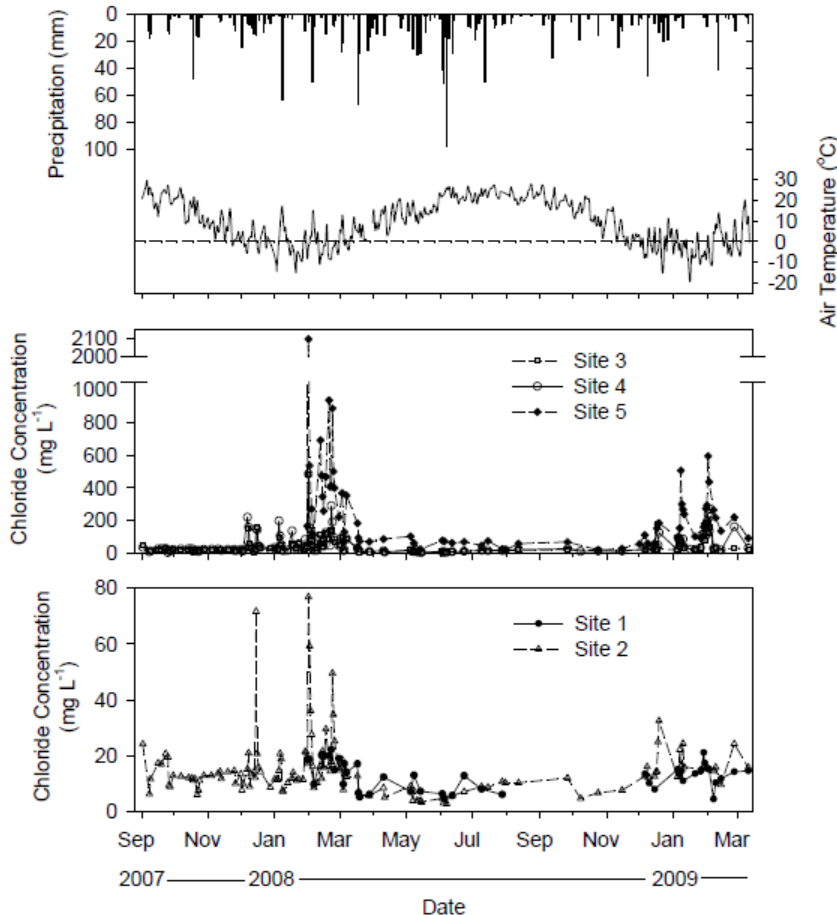 Precipitation (mm)
0
20
40
60
80
100
30
20
10
0
-10
-20
Air Temperature (°C)
Chloride Concentration
(mg L⁻¹)
2100
2000
1000
800
600
400
200
0
Site 3
Site 4
Site 5
Chloride Concentration
(mg L⁻¹)
80
60
40
20
0
Site 1
Site 2
Sep Nov Jan Mar May Jul Sep Nov Jan Mar
2007 2008 2009
Date